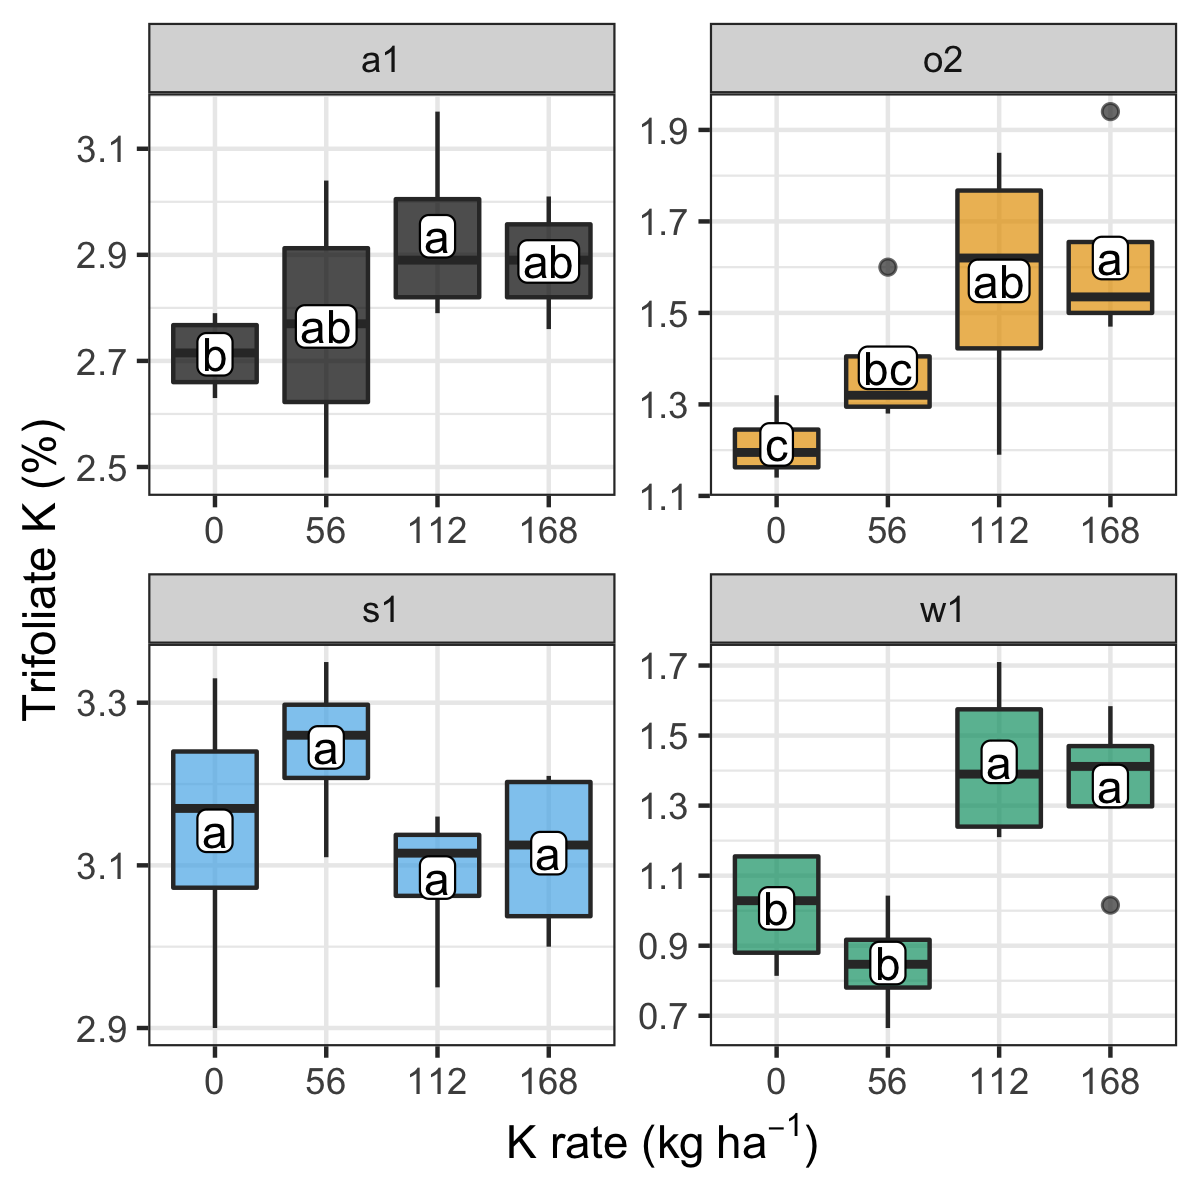 a1
o2
3.1
2.9
2.7
2.5
b
ab
a
ab
0 56 112 168
1.9
1.7
1.5
1.3
1.1
c
bc
ab
a
0 56 112 168
Trifoliate K (%)
s1
w1
3.3
3.1
2.9
a
a
a
a
0 56 112 168
1.7
1.5
1.3
1.1
0.9
0.7
b
b
a
a
0 56 112 168
K rate (kg ha⁻¹)